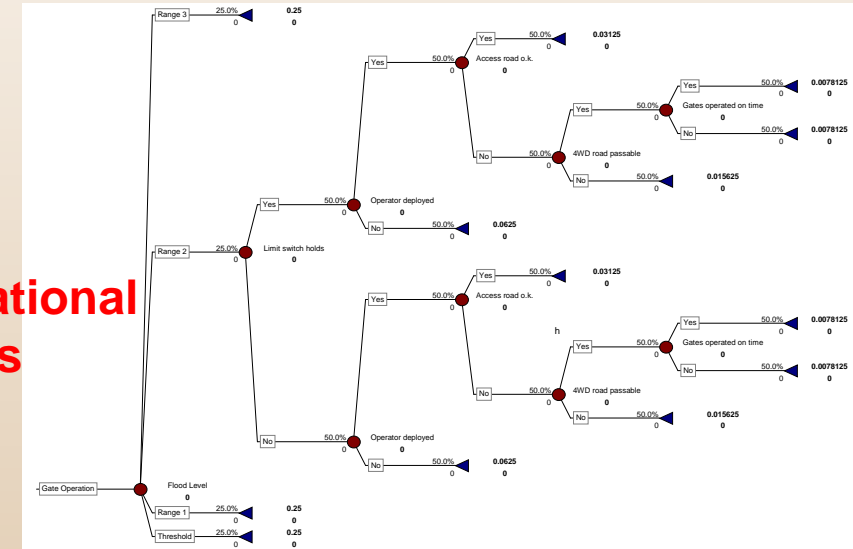 Range 3 25.0% 0.25
0 0
Yes 50.0% 0.03125
0 0
Yes 50.0% Access road o.k.
0 0
Yes 50.0% 0.0078125
0 0
Yes 50.0% Gates operated on time
0 0
No 50.0% 0.0078125
0 0
No 50.0% 4WD road passable
0 0
No 50.0% 0.015625
0 0
Yes 50.0% Operator deployed
0 0
No 50.0% 0.0625
0 0
Range 2 25.0% Limit switch holds
0 0
Yes 50.0% 0.03125
0 0
Yes 50.0% Access road o.k.
0 0
ational
s
h
Yes 50.0% 0.0078125
0 0
Yes 50.0% Gates operated on time
0 0
No 50.0% 0.0078125
0 0
No 50.0% 4WD road passable
0 0
No 50.0% 0.015625
0 0
No 50.0% Operator deployed
0 0
No 50.0% 0.0625
0 0
Gate Operation Flood Level
0
Range 1 25.0% 0.25
0 0
Threshold 25.0% 0.25
0 0